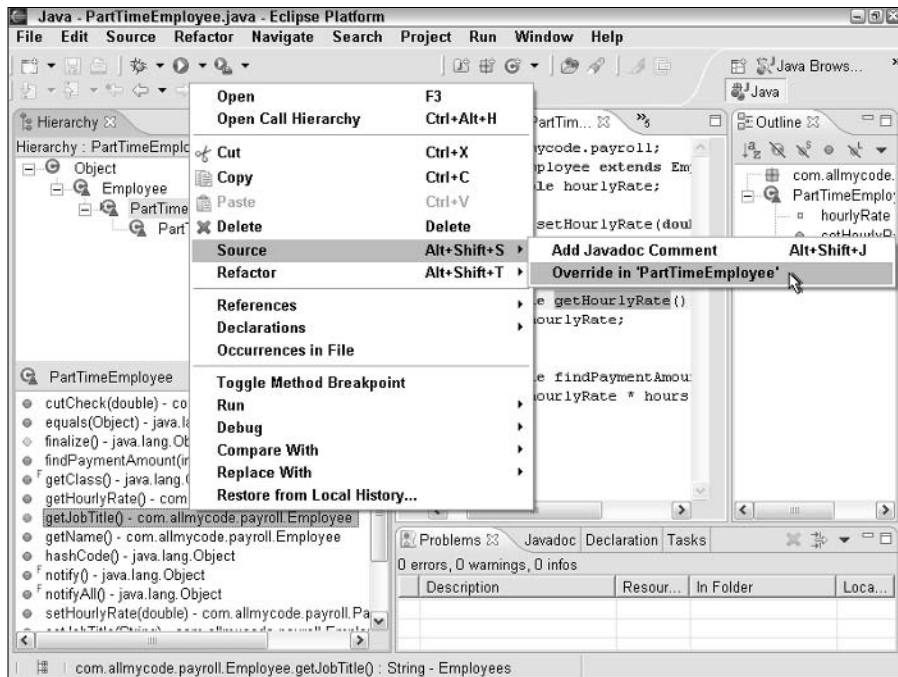 Java - PartTimeEmployee.java - Eclipse Platform
File Edit Source Refactor Navigate Search Project Run Window Help
Java Brows...
Java
Hierarchy
Hierarchy : PartTimeEmplc
Object
Employee
PartTime
Part
Open F3
Open Call Hierarchy Ctrl+Alt+H
Cut Ctrl+X
Copy Ctrl+C
Paste Ctrl+V
Delete Delete
Source Alt+Shift+S
Refactor Alt+Shift+T
References
Declarations
Occurrences in File
Toggle Method Breakpoint
Run
Debug
Compare With
Replace With
Restore from Local History...
Add Javadoc Comment Alt+Shift+J
Override in 'PartTimeEmployee'
PartTim... 5
ycode.payroll;
ployee extends Em
le hourlyRate;
setHourlyRate(doul
e getHourlyRate()
ourlyRate;
e findPaymentAmou
ourlyRate * hours
Outline
com.allmycode.
PartTimeEmplo
hourlyRate
PartTimeEmployee
cutCheck(double) - co
equals(Object) - java.la
finalize() - java.lang.Ob
findPaymentAmount(in
F getClass() - java.lang.
getHourlyRate() - com
getJobTitle() - com.allmycode.payroll.Employee
getName() - com.allmycode.payroll.Employee
hashCode() - java.lang.Object
F notify() - java.lang.Object
F notifyAll() - java.lang.Object
setHourlyRate(double) - com.allmycode.payroll.Pa
Problems Javadoc Declaration Tasks
0 errors, 0 warnings, 0 infos
Description Resour... In Folder Loca...
com.allmycode.payroll.Employee.getJobTitle() : String - Employees